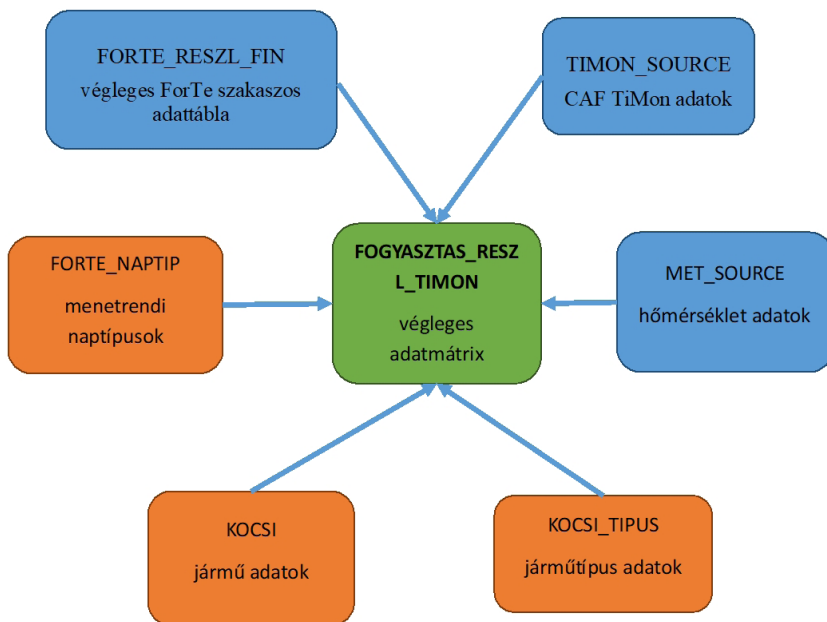 FORTE_RESZL_FIN
végleges ForTe szakaszos
adattábla
TIMON_SOURCE
CAF TiMon adatok
FORTE_NAPTIP
menetrendi
naptípusok
FOGYASZTAS_RESZ
L_TIMON
végleges
adatmátrix
MET_SOURCE
hőmérséklet adatok
KOCSI
jármű adatok
KOCSI_TIPUS
járműtípus adatok